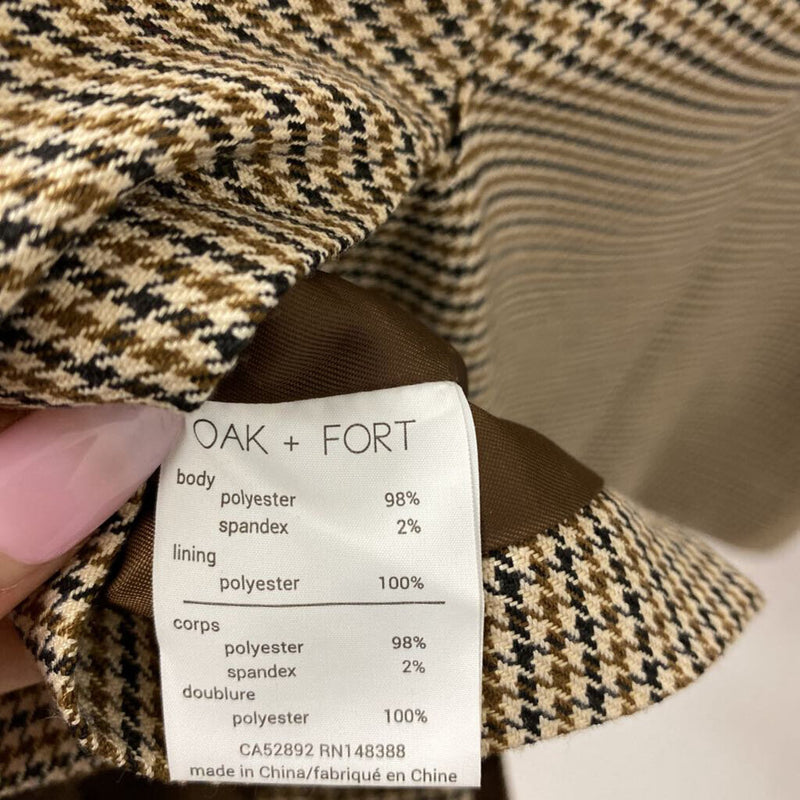 OAK + FORT
body
polyester 98%
spandex 2%
lining
polyester 100%
corps
polyester 98%
spandex 2%
doublure
polyester 100%
CA52892 RN148388
made in China/fabriqué en Chine